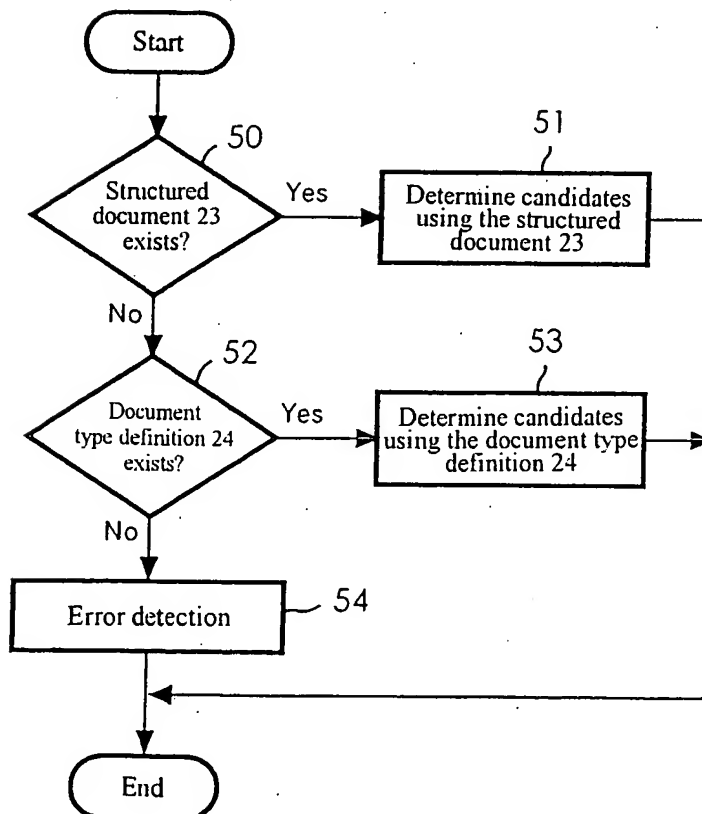 Start
50
Structured
document 23
exists?
Yes
51
Determine candidates
using the structured
document 23
No
52
Document
type definition 24
exists?
Yes
53
Determine candidates
using the document type
definition 24
No
Error detection
54
End